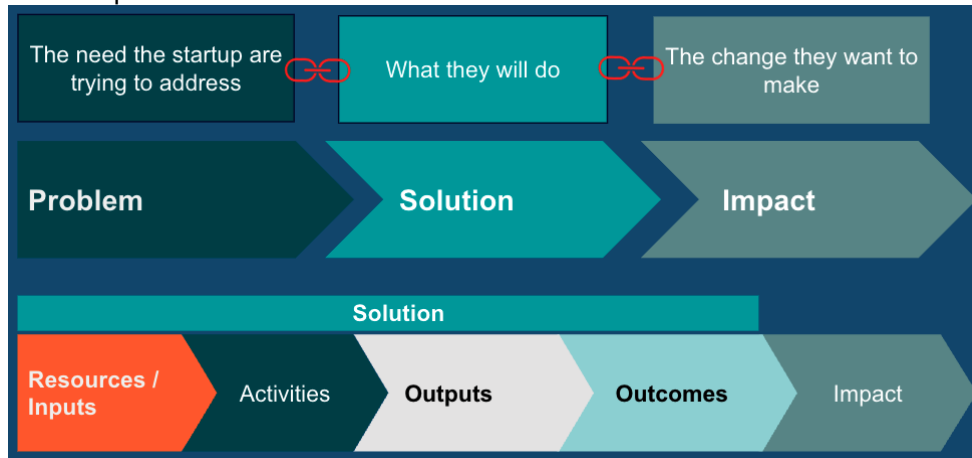 The need the startup are
trying to address
What they will do
The change they want to
make
Problem
Solution
Impact
Solution
Resources /
Inputs
Activities
Outputs
Outcomes
Impact